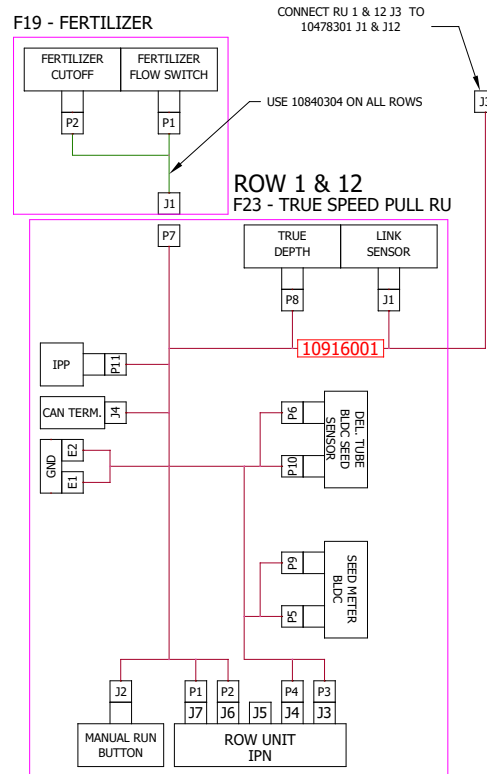 CONNECT RU 1 & 12 J3 TO
10478301 J1 & J12
F19 - FERTILIZER
FERTILIZER
CUTOFF
FERTILIZER
FLOW SWITCH
P2
P1
USE 10840304 ON ALL ROWS
J1
ROW 1 & 12
F23 - TRUE SPEED PULL RU
P7
TRUE
DEPTH
LINK
SENSOR
P8
J1
10916001
IPP
P11
CAN TERM.
J4
GND
E2
E1
P6
P10
DEL. TUBE
BLDC SEED
SENSOR
P9
P5
SEED METER
BLDC
J2
P1
P2
P4
P3
J7
J6
J5
J4
J3
MANUAL RUN
BUTTON
ROW UNIT
IPN